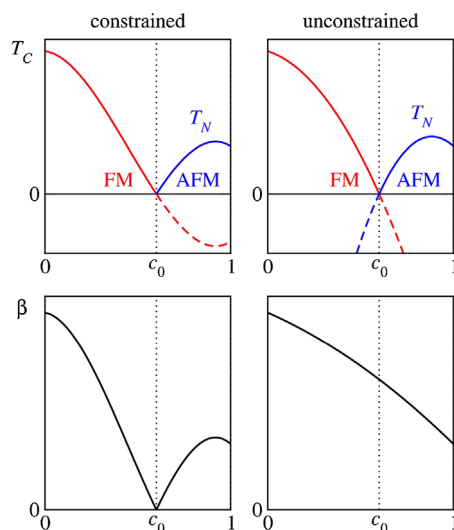 constrained unconstrained
T_C
T_N T_N
FM AFM FM AFM
0 0
0 c_0 1 0 c_0 1
β
0 0
0 c_0 1 0 c_0 1